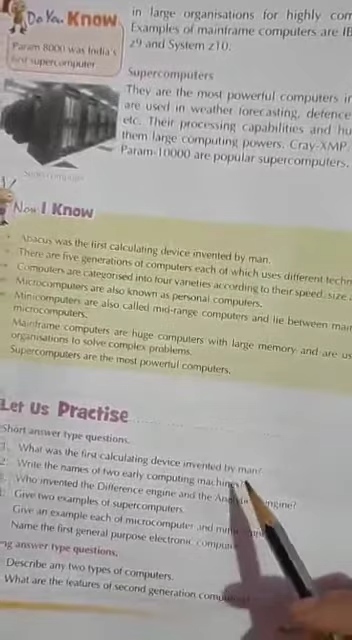 Do You Know
Param 8000 was India's
first supercomputer
in large organisations for highly com
Examples of mainframe computers are IB
z9 and System z10.
Supercomputers
They are the most powerful computers in
are used in weather forecasting, defence
etc. Their processing capabilities and hu
them large computing powers. Cray-XMP,
Param-10000 are popular supercomputers.
Supercomputer
Now I Know
Abacus was the first calculating device invented by man.
There are five generations of computers each of which uses different techn
Computers are categorised into four varieties according to their speed, size
Microcomputers are also known as personal computers.
Minicomputers are also called mid-range computers and lie between main
microcomputers.
Mainframe computers are huge computers with large memory and are us
organisations to solve complex problems.
Supercomputers are the most powerful computers.
Let Us Practise
Short answer type questions.
1. What was the first calculating device invented by man?
2. Write the names of two early computing machines?
Who invented the Difference engine and the engine?
Give two examples of supercomputers.
Give an example each of microcomputer and
Name the first general purpose electronic
ng answer type questions.
Describe any two types of computers.
What are the features of second generation